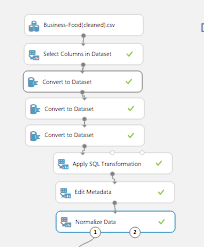 Business-Food(cleaned).csv
Select Columns in Dataset
Convert to Dataset
Convert to Dataset
Convert to Dataset
Apply SQL Transformation
Edit Metadata
Normalize Data
1 2